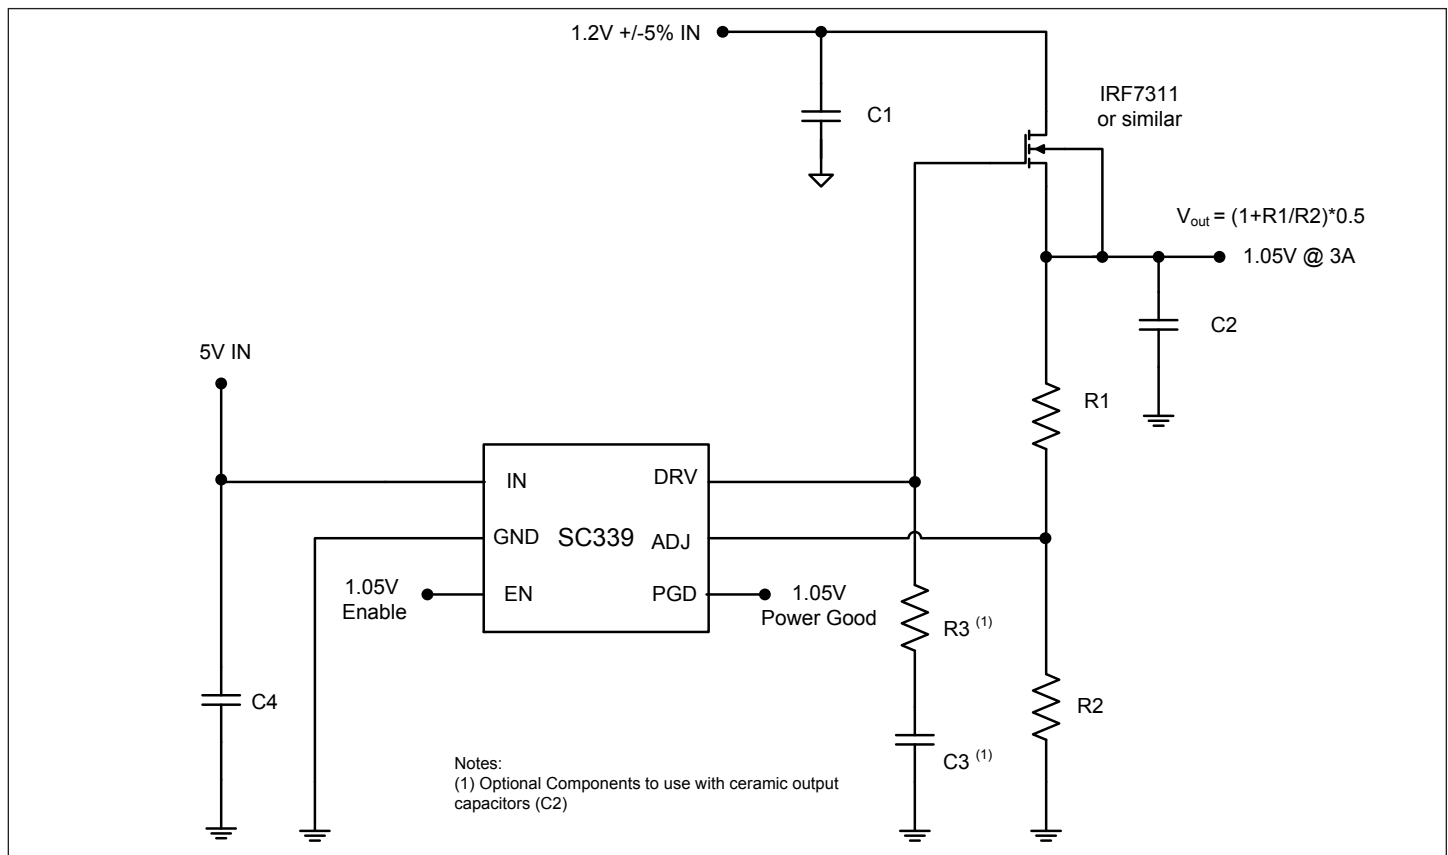 1.2V +/-5% IN
C1
IRF7311
or similar
Vout = (1+R1/R2)*0.5
1.05V @ 3A
C2
5V IN
R1
IN
DRV
GND
SC339
ADJ
1.05V
Enable
EN
PGD
1.05V
Power Good
R3 (1)
C4
R2
C3 (1)
Notes:
(1) Optional Components to use with ceramic output
capacitors (C2)